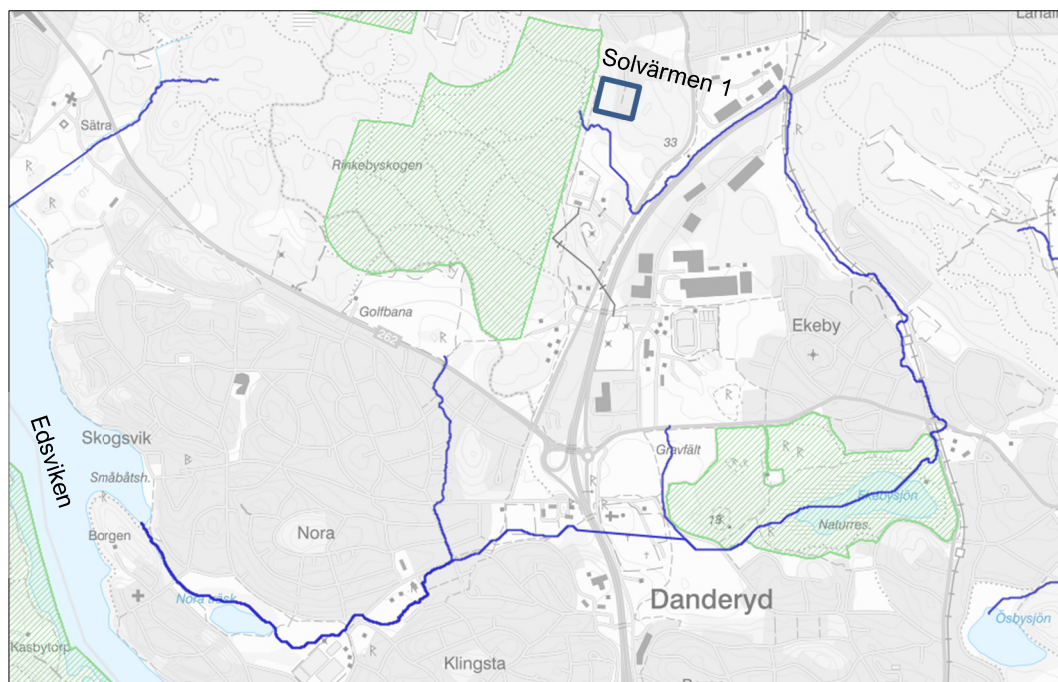 Solvärmen 1
Sätra
Rinkebyskogen
33
Golfbana
262
Ekeby
Edsviken
Skogsvik
Småbåtsh.
Gravfält
Ekebysjön
Naturres.
Borgen
Nora
Nora träsk
Danderyd
Ösbysjön
Kasbytorp
Klingsta